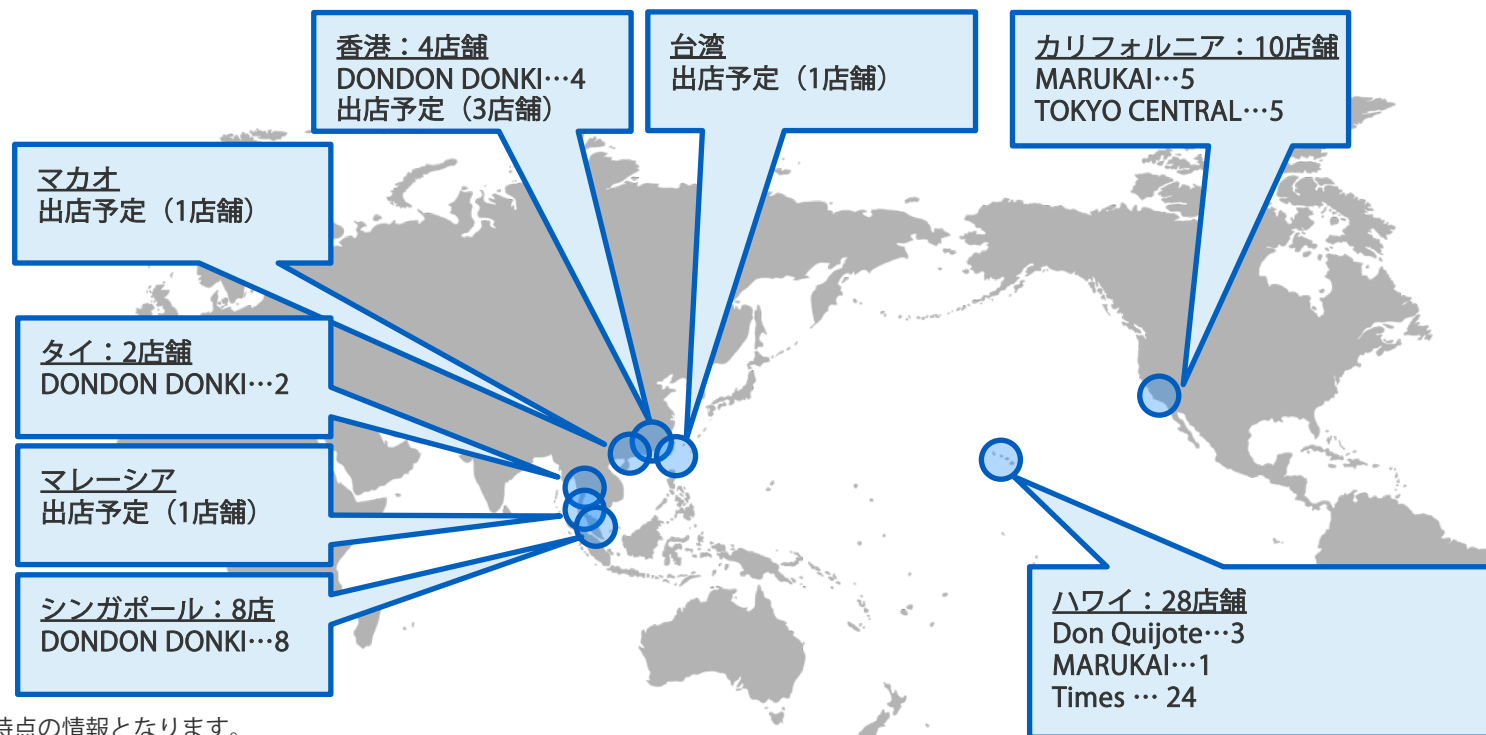 香港：4店舗
DONDON DONKI…4
出店予定（3店舗）
台湾
出店予定（1店舗）
カリフォルニア：10店舗
MARUKAI…5
TOKYO CENTRAL…5
マカオ
出店予定（1店舗）
タイ：2店舗
DONDON DONKI…2
マレーシア
出店予定（1店舗）
シンガポール：8店
DONDON DONKI…8
ハワイ：28店舗
Don Quijote…3
MARUKAI…1
Times … 24
時点の情報となります。